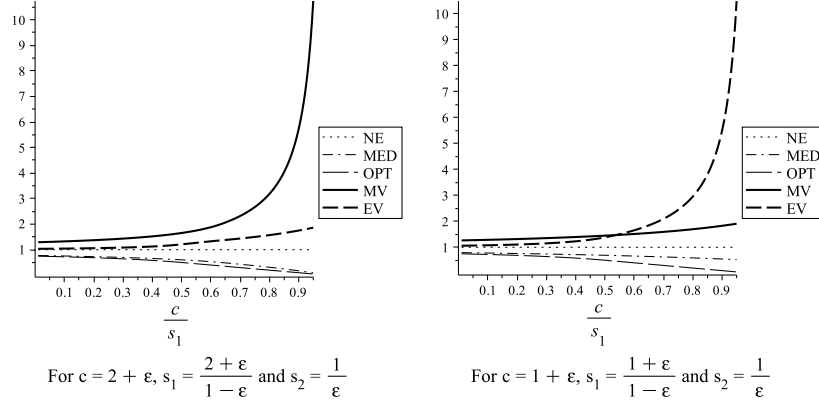 10
9
8
7
6
5
4
3
2
1
0.1 0.2 0.3 0.4 0.5 0.6 0.7 0.8 0.9
c
s1
NE
MED
OPT
MV
EV
For c = 2 + ε, s1 = (2 + ε)/(1 − ε) and s2 = 1/ε
10
9
8
7
6
5
4
3
2
1
0.1 0.2 0.3 0.4 0.5 0.6 0.7 0.8 0.9
c
s1
NE
MED
OPT
MV
EV
For c = 1 + ε, s1 = (1 + ε)/(1 − ε) and s2 = 1/ε